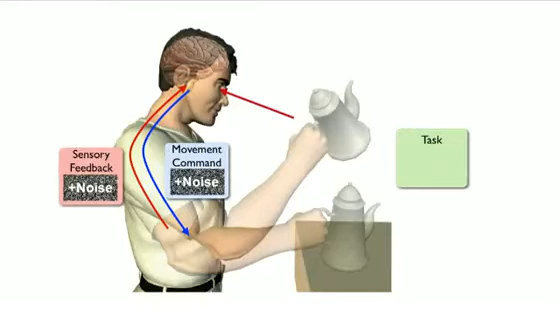 Sensory
Feedback
+Noise
Movement
Command
+Noise
Task